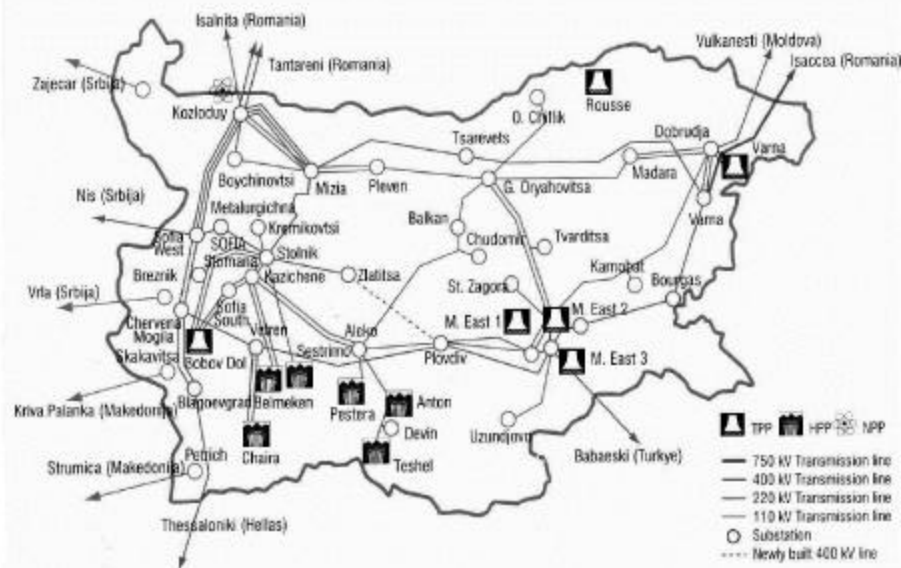 Isalnita (Romania)
Tantareni (Romania)
Vulkanesti (Moldova)
Isaccea (Romania)
Zajecar (Srbija)
Kozloduy
Rousse
O. Chiflik
Tsarevets
Dobrudja
Varna
Boychinovtsi
Mizia
Pleven
G. Oryahovitsa
Madara
Nis (Srbija)
Metalurgichna
Kremikovtsi
Balkan
Varna
Sofia
West
SOFIA
Stolnik
Chudomir
Tvarditsa
Stomana
Kazichene
Breznik
Zlatitsa
Karnobat
Bourgas
St. Zagora
Vrla (Srbija)
Sofia
South
M. East 1
M. East 2
Chervena
Mogila
Vetren
Aleko
Sestrimo
Plovdiv
M. East 3
Skakavitsa
Bobov Dol
Kriva Palanka (Makedonija)
Blagoevgrad
Belmeken
Pestera
Anton
Devin
Uzundjovo
Chaira
Teshel
Babaeski (Turkye)
Strumica (Makedonija)
Petrich
Thessaloniki (Hellas)
TPP HPP NPP
750 kV Transmission line
400 kV Transmission line
220 kV Transmission line
110 kV Transmission line
Substation
Newly built 400 kV line